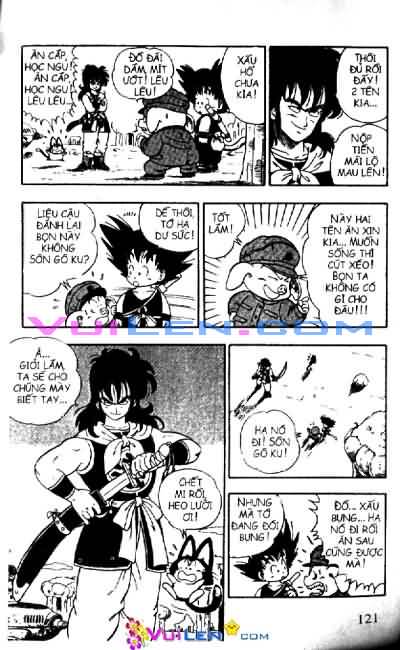 THÔI
ĐỦ RỒI
ĐẤY!
2 TÊN
KIA...
NỘP
TIỀN
MÃI LỘ
MAU LÊN!
XẤU
HỔ
CHƯA
KÌA!
ĐỒ ĐÁI
DẦM, MÍT
ƯỚT! LÊU
LÊU!
ĂN CẮP,
HỌC NGU!
ĂN CẮP,
HỌC NGU!
LÊU LÊU...
NÀY HAI
TÊN ĂN XIN
KIA... MUỐN
SỐNG THÌ
CÚT XÉO!
BỌN TA
KHÔNG CÓ
GÌ CHO
ĐÂU!!!
TỐT
LẮM!
DỄ THÔI,
TỚ HẠ
DƯ SỨC!
LIỆU CẬU
ĐÁNH LẠI
BỌN NÀY
KHÔNG
SÔN GÔ KU?
VUILEN.COM
À...
GIỎI LẮM,
TA SẼ CHO
CHÚNG MÀY
BIẾT TAY...
CHẾT
MI RỒI,
HEO LƯỜI
ƠI!
HẠ NÓ
ĐI! SÔN
GÔ KU!
ĐỒ... XẤU
BỤNG... HẠ
NÓ ĐI RỒI
ĂN SAU
CŨNG ĐƯỢC
MÀ!
NHƯNG
MÀ TỚ
ĐANG ĐÓI
BỤNG!
121
VUILEN.COM